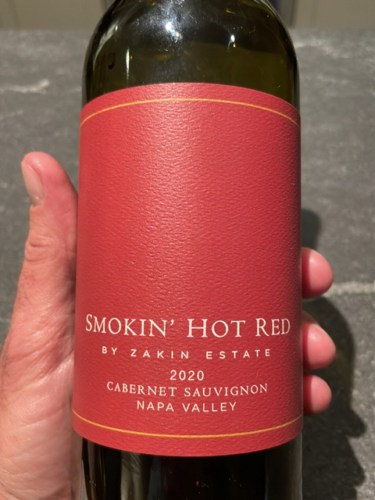 SMOKIN' HOT RED
BY ZAKIN ESTATE
2020
CABERNET SAUVIGNON
NAPA VALLEY